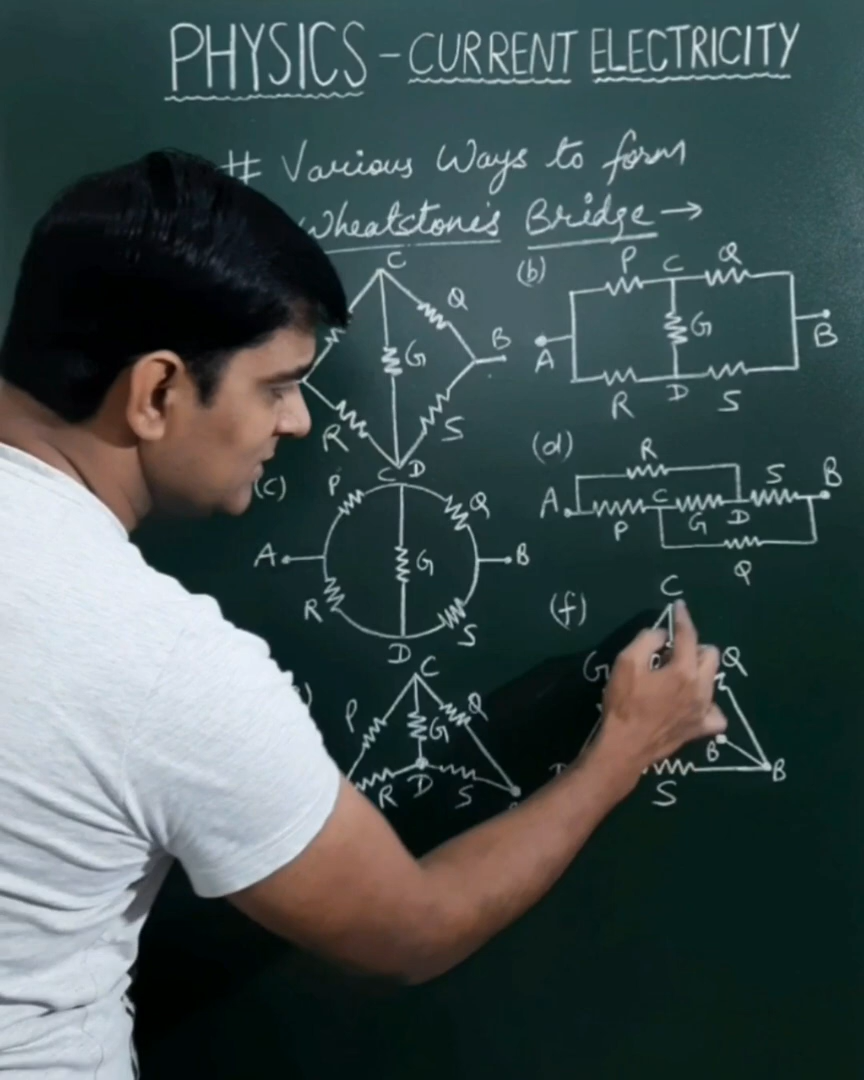 PHYSICS - CURRENT ELECTRICITY
# Various Ways to form
Wheatstone's Bridge →
C
Q
G
B
R
S
D
(b)
P C Q
A
G
B
R D S
(c)
C
P
Q
A
G
B
R
S
D
(d)
R
A
S
B
P
C
G
D
Q
C
P
G
Q
R D S
(f)
C
G
Q
B
B
S